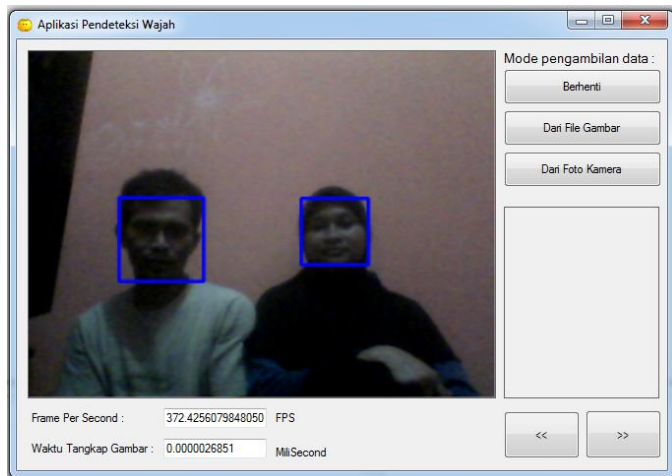 Aplikasi Pendeteksi Wajah
Mode pengambilan data :
Berhenti
Dari File Gambar
Dari Foto Kamera
Frame Per Second : 372.4256079848050 FPS
Waktu Tangkap Gambar : 0.0000026851 MiliSecond
<< >>